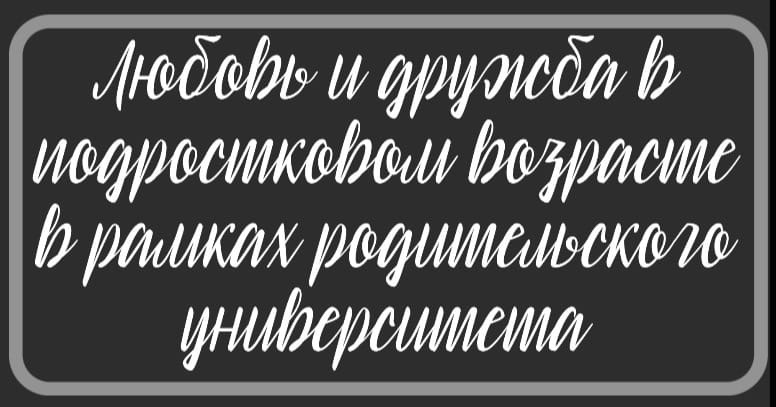 Любовь и дружба в
подростковом возрасте
в рамках родительского
университета